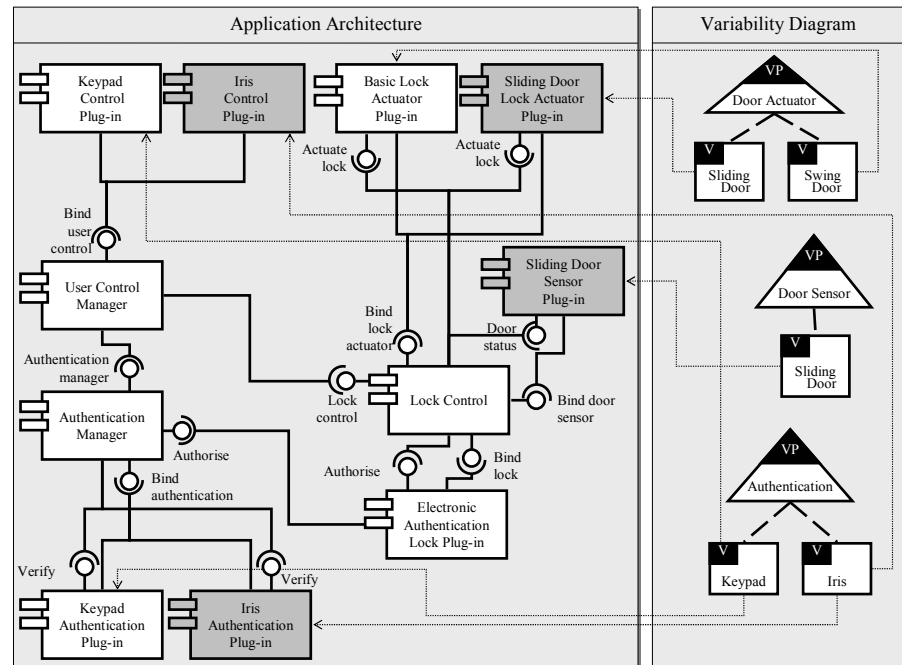 Application Architecture
Variability Diagram
Keypad
Control
Plug-in
Iris
Control
Plug-in
Basic Lock
Actuator
Plug-in
Sliding Door
Lock Actuator
Plug-in
VP
Door Actuator
Actuate
lock
Actuate
lock
V
Sliding
Door
V
Swing
Door
Bind
user
control
User Control
Manager
Sliding Door
Sensor
Plug-in
VP
Door Sensor
Bind
lock
actuator
Door
status
V
Sliding
Door
Authentication
manager
Lock
control
Lock Control
Bind door
sensor
Authentication
Manager
Authorise
Authorise
Bind
lock
VP
Authentication
Bind
authentication
Electronic
Authentication
Lock Plug-in
V
Keypad
V
Iris
Verify
Verify
Keypad
Authentication
Plug-in
Iris
Authentication
Plug-in